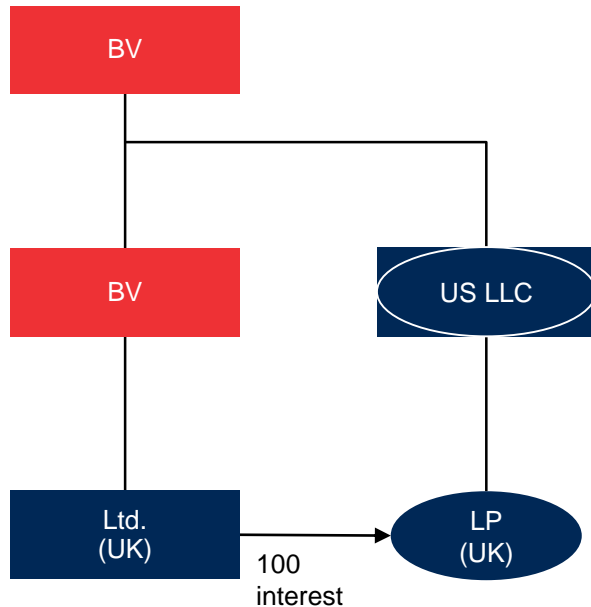 BV
BV
US LLC
Ltd.
(UK)
LP
(UK)
100
interest